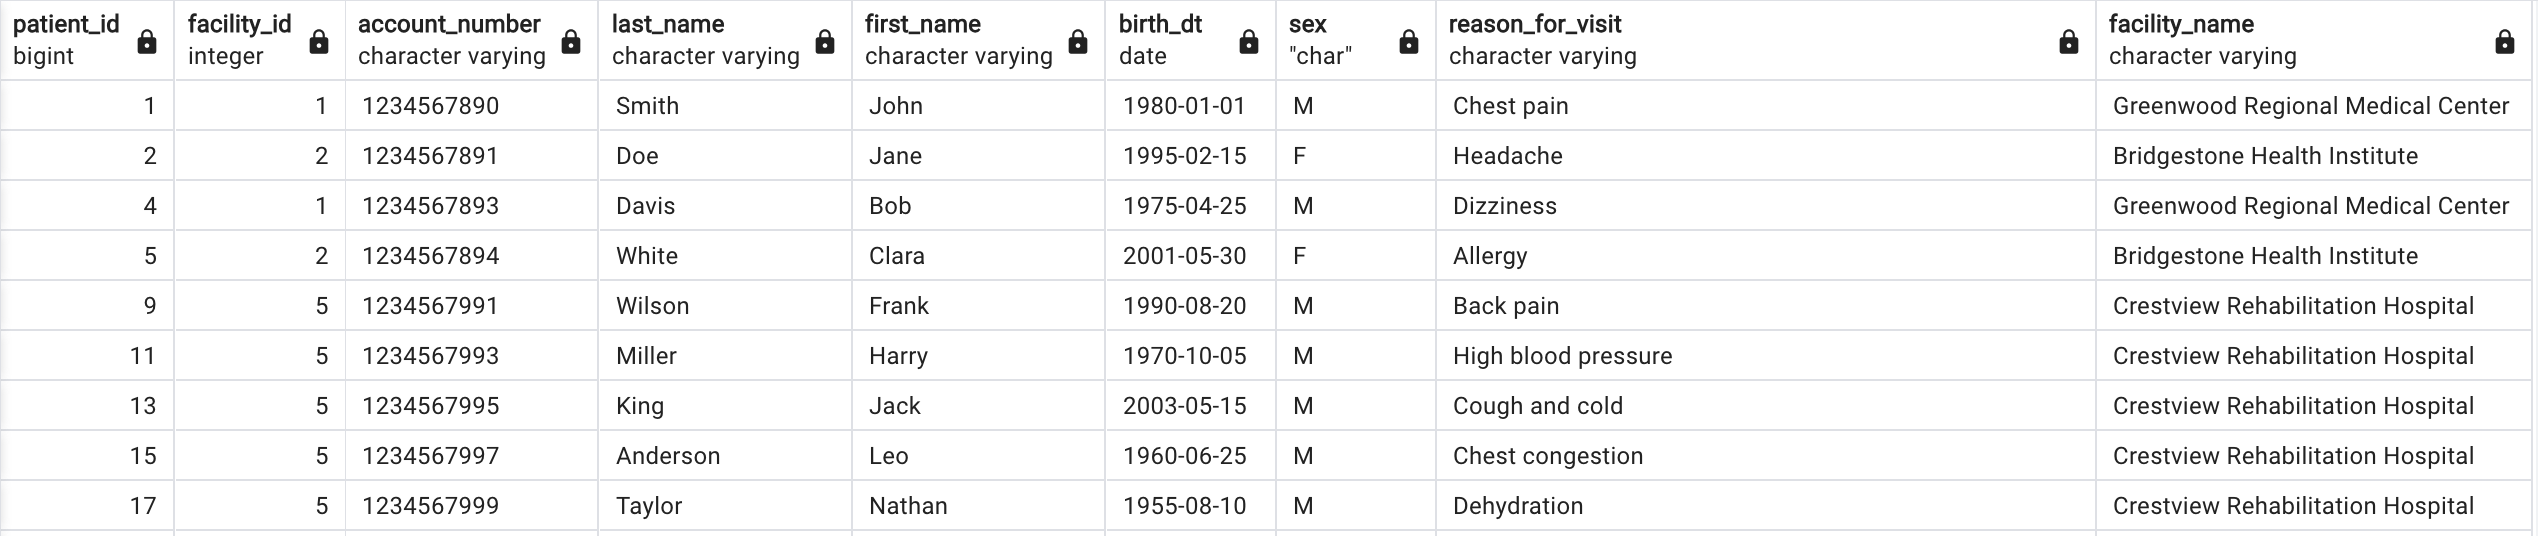 patient_id facility_id account_number last_name first_name birth_dt sex reason_for_visit facility_name
bigint integer character varying character varying character varying date "char" character varying character varying
1 1 1234567890 Smith John 1980-01-01 M Chest pain Greenwood Regional Medical Center
2 2 1234567891 Doe Jane 1995-02-15 F Headache Bridgestone Health Institute
4 1 1234567893 Davis Bob 1975-04-25 M Dizziness Greenwood Regional Medical Center
5 2 1234567894 White Clara 2001-05-30 F Allergy Bridgestone Health Institute
9 5 1234567991 Wilson Frank 1990-08-20 M Back pain Crestview Rehabilitation Hospital
11 5 1234567993 Miller Harry 1970-10-05 M High blood pressure Crestview Rehabilitation Hospital
13 5 1234567995 King Jack 2003-05-15 M Cough and cold Crestview Rehabilitation Hospital
15 5 1234567997 Anderson Leo 1960-06-25 M Chest congestion Crestview Rehabilitation Hospital
17 5 1234567999 Taylor Nathan 1955-08-10 M Dehydration Crestview Rehabilitation Hospital